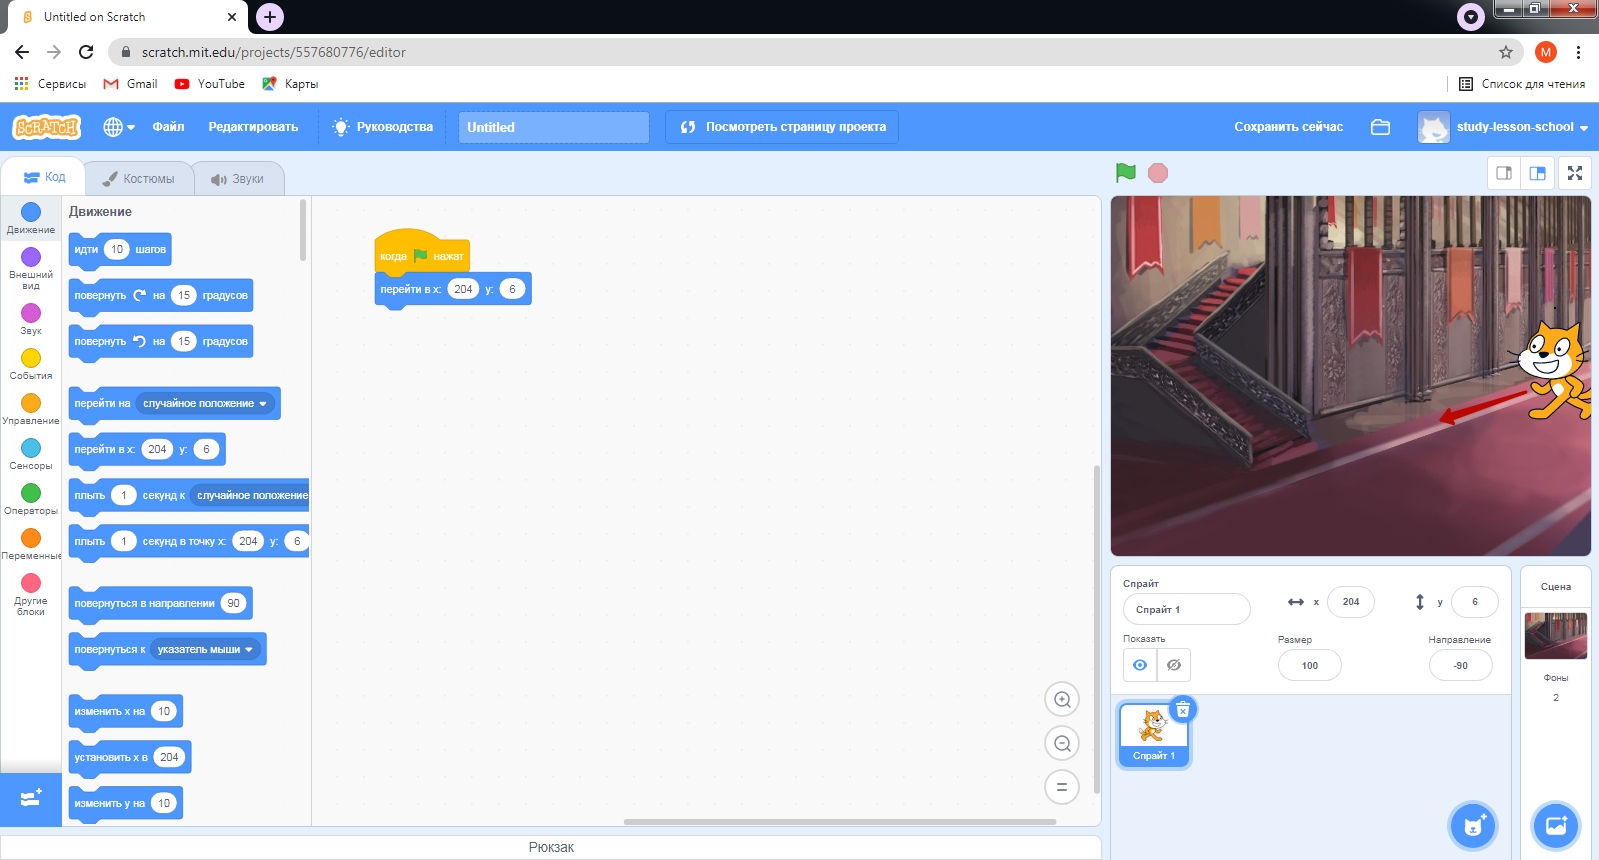 Untitled on Scratch
scratch.mit.edu/projects/557680776/editor
M
Сервисы
Gmail
YouTube
Карты
Список для чтения
SCRATCH
Файл
Редактировать
Руководства
Untitled
Посмотреть страницу проекта
Сохранить сейчас
study-lesson-school
Код
Костюмы
Звуки
Движение
Внешний
вид
Звук
События
Управление
Сенсоры
Операторы
Переменные
Другие
блоки
Движение
идти 10 шагов
повернуть на 15 градусов
повернуть на 15 градусов
перейти на случайное положение
перейти в x: 204 y: 6
плыть 1 секунд к случайное положение
плыть 1 секунд в точку x: 204 y: 6
повернуться в направлении 90
повернуться к указатель мыши
изменить x на 10
установить x в 204
изменить y на 10
когда нажат
перейти в x: 204 y: 6
Рюкзак
Спрайт
Спрайт 1
x 204
y 6
Показать
Размер
100
Направление
-90
Спрайт 1
Сцена
Фоны
2